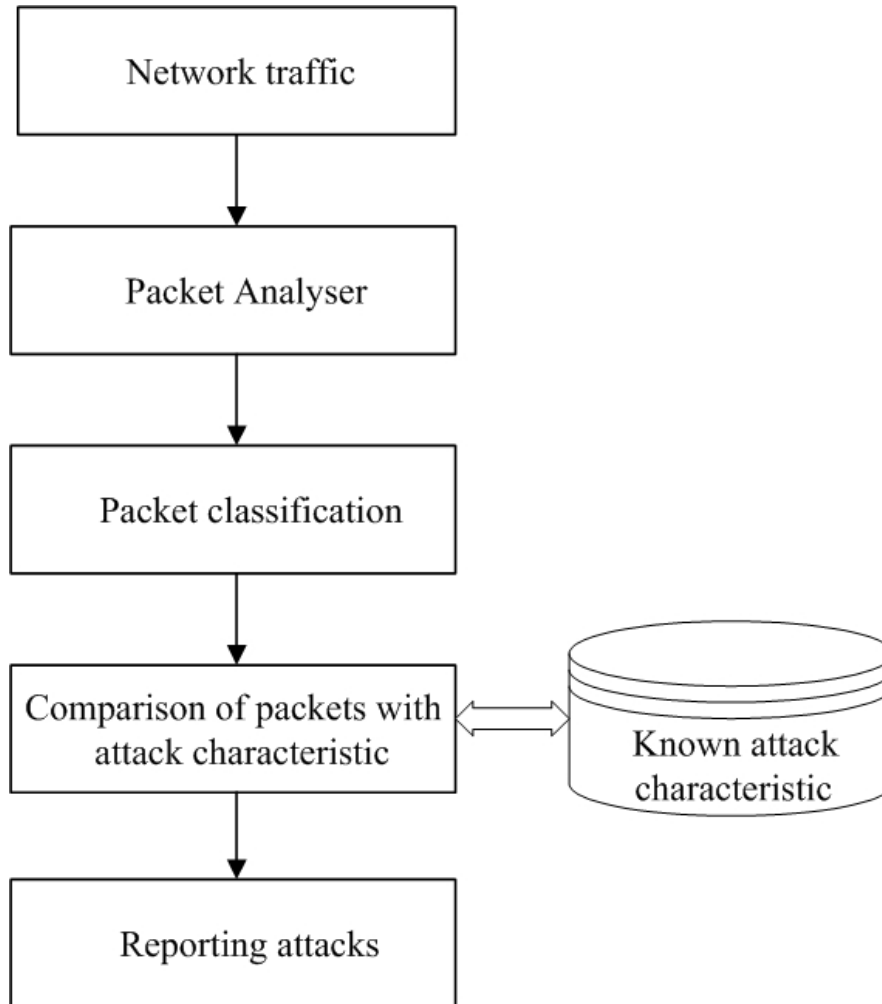 Network traffic
Packet Analyser
Packet classification
Comparison of packets with
attack characteristic
Known attack
characteristic
Reporting attacks